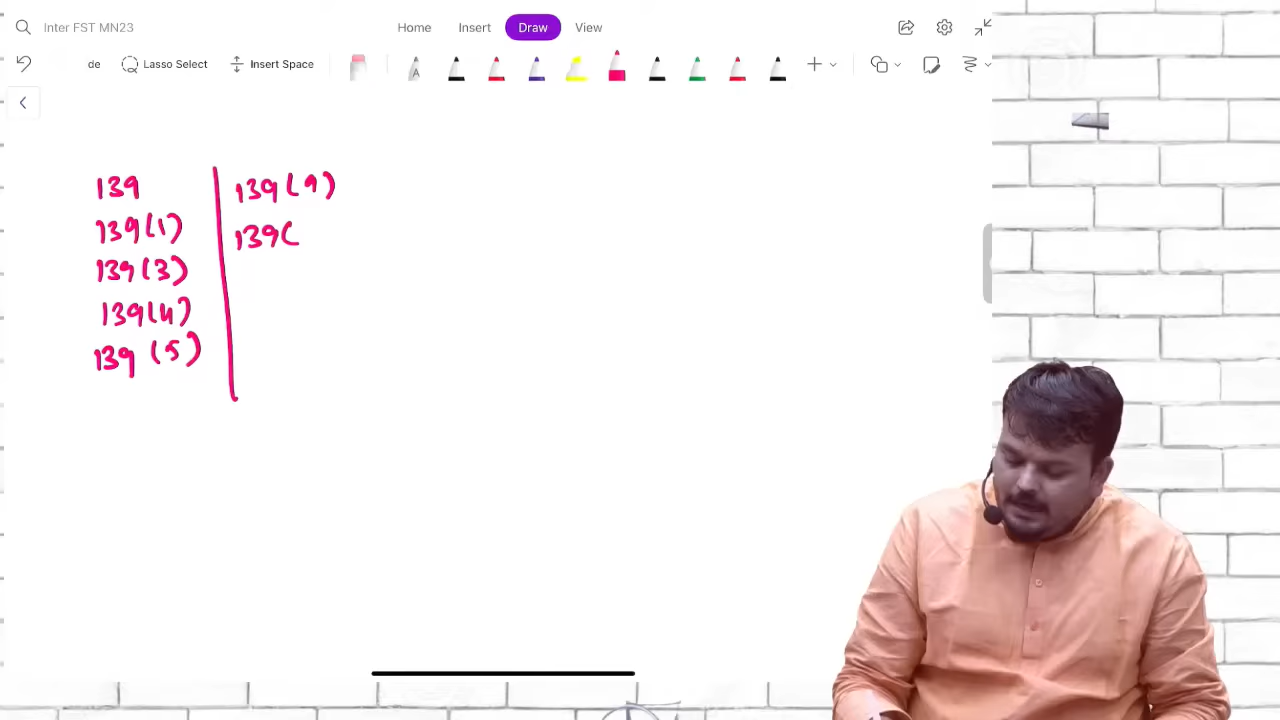 Inter FST MN23
Home Insert Draw View
de Lasso Select Insert Space
A
139
139(1)
139(3)
139(4)
139 (5)
139(9)
139(